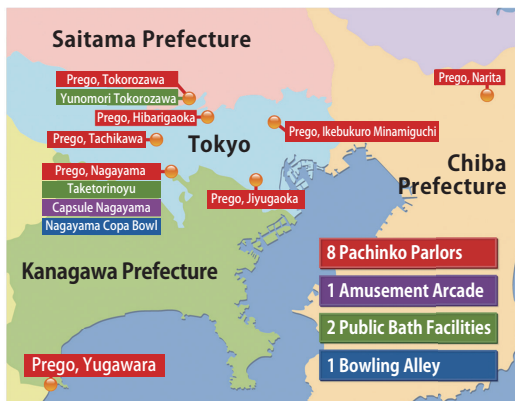 Saitama Prefecture
Prego, Tokorozawa
Yunomori Tokorozawa
Prego, Narita
Prego, Hibarigaoka
Prego, Ikebukuro Minamiguchi
Prego, Tachikawa
Tokyo
Prego, Nagayama
Taketorinoyu
Capsule Nagayama
Nagayama Copa Bowl
Prego, Jiyugaoka
Chiba
Prefecture
Kanagawa Prefecture
8 Pachinko Parlors
1 Amusement Arcade
2 Public Bath Facilities
1 Bowling Alley
Prego, Yugawara